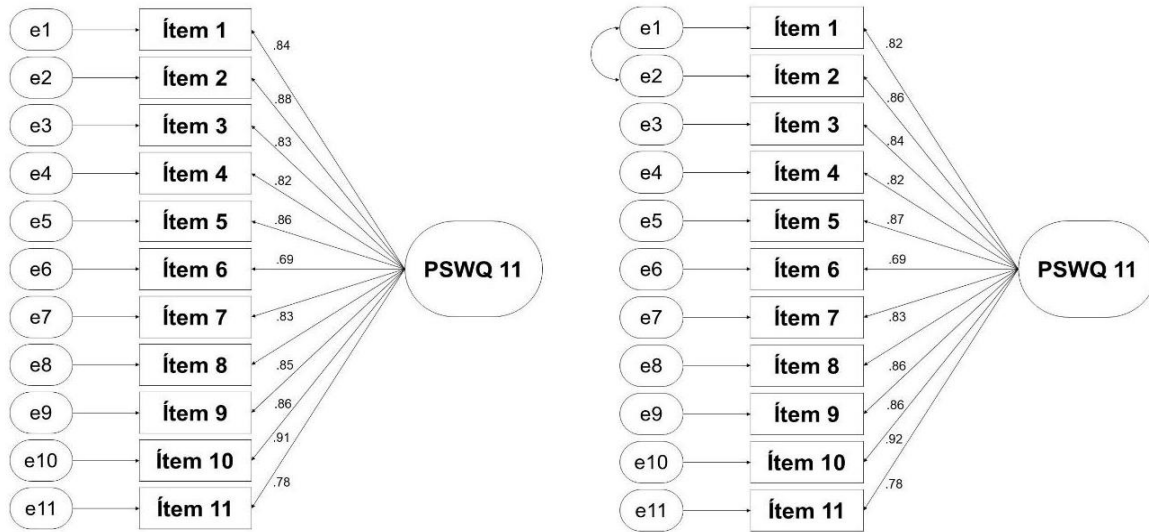 e1 Ítem 1 .84
e2 Ítem 2 .88
e3 Ítem 3 .83
e4 Ítem 4 .82
e5 Ítem 5 .86
e6 Ítem 6 .69
PSWQ 11
e7 Ítem 7 .83
e8 Ítem 8 .85
e9 Ítem 9 .86
e10 Ítem 10 .91
e11 Ítem 11 .78
e1 Ítem 1 .82
e2 Ítem 2 .86
e3 Ítem 3 .84
e4 Ítem 4 .82
e5 Ítem 5 .87
e6 Ítem 6 .69
PSWQ 11
e7 Ítem 7 .83
e8 Ítem 8 .86
e9 Ítem 9 .86
e10 Ítem 10 .92
e11 Ítem 11 .78